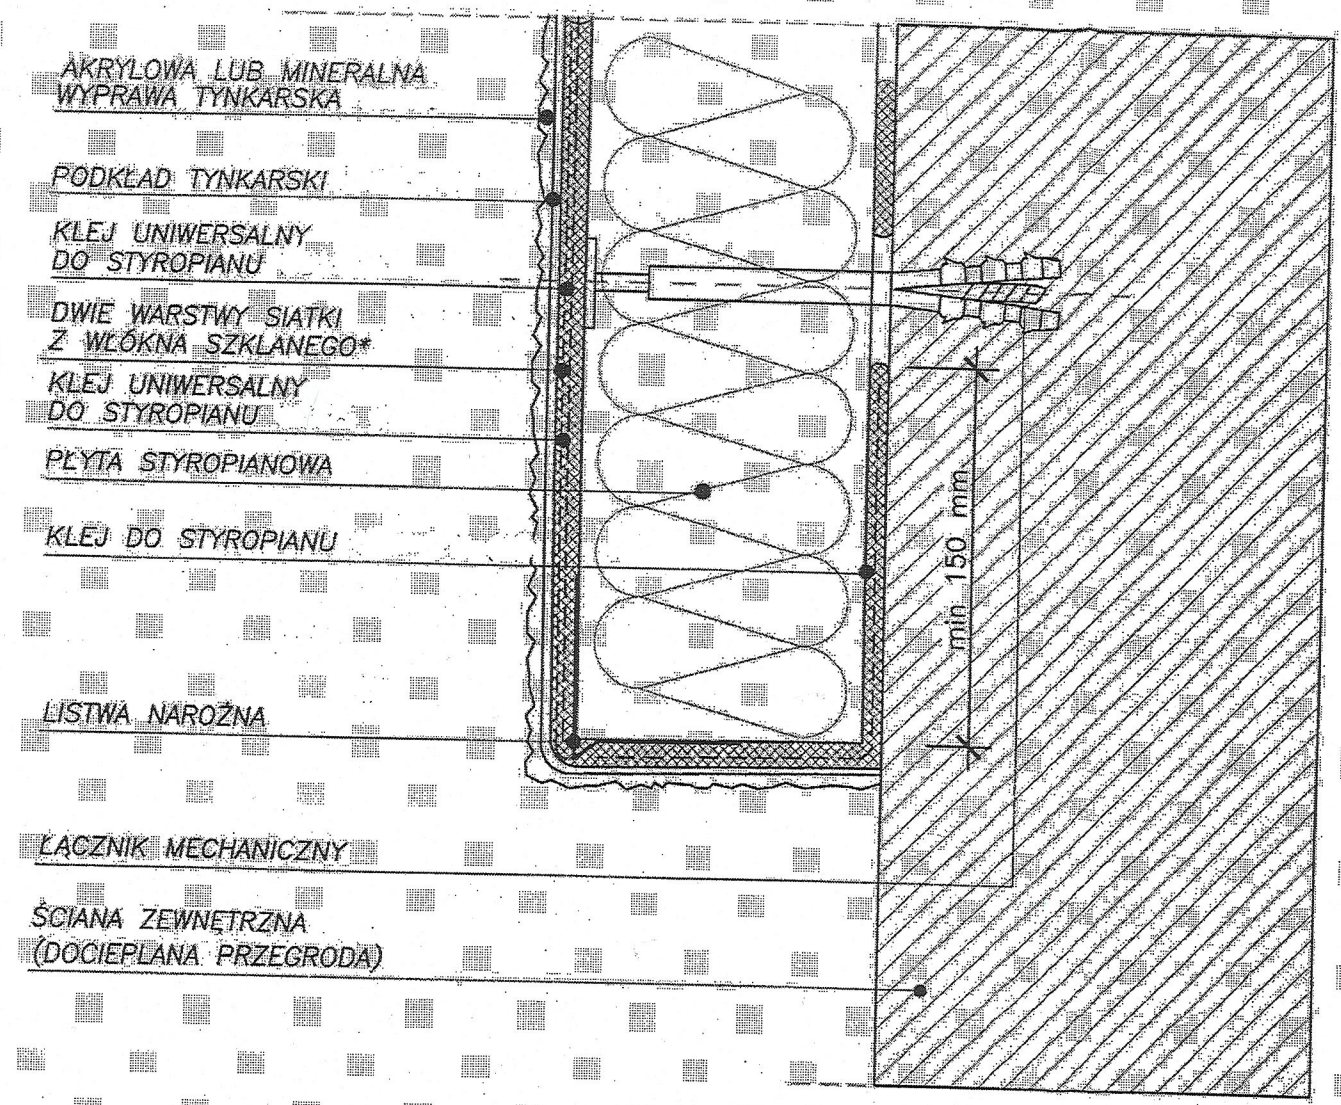 AKRYLOWA LUB MINERALNA
WYPRAWA TYNKARSKA
PODKŁAD TYNKARSKI
KLEJ UNIWERSALNY
DO STYROPIANU
DWIE WARSTWY SIATKI
Z WŁÓKNA SZKLANEGO*
KLEJ UNIWERSALNY
DO STYROPIANU
PŁYTA STYROPIANOWA
KLEJ DO STYROPIANU
min 150 mm
LISTWA NAROŻNA
ŁĄCZNIK MECHANICZNY
ŚCIANA ZEWNĘTRZNA
(DOCIEPLANA PRZEGRODA)